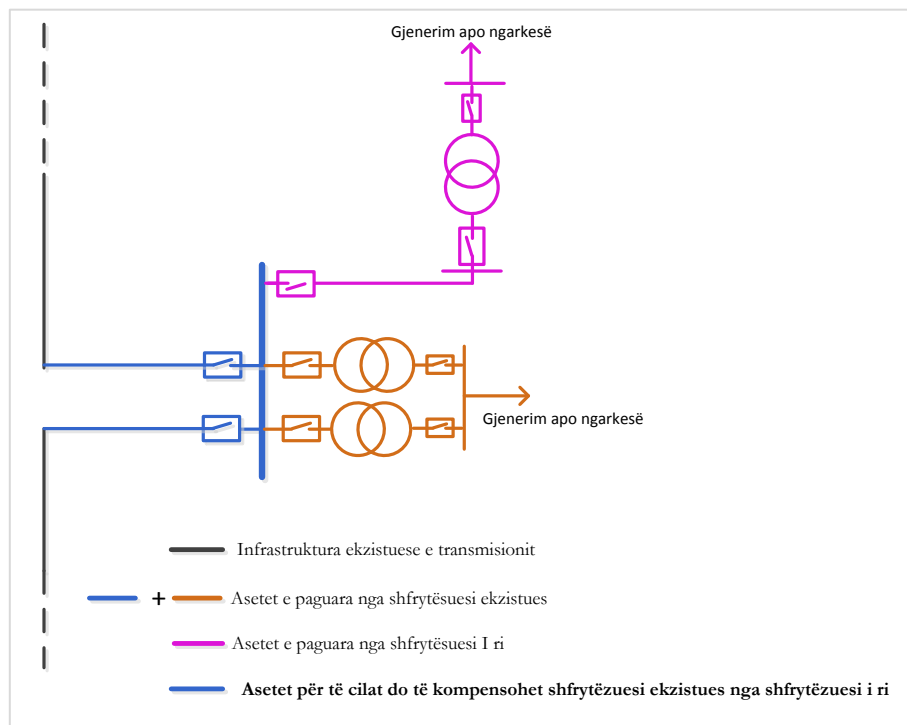 Gjenerim apo ngarkesë
Gjenerim apo ngarkesë
Infrastruktura ekzistuese e transmisionit
+ Asetet e paguara nga shfrytësuesi ekzistues
Asetet e paguara nga shfrytësuesi I ri
Asetet për të cilat do të kompensohet shfrytëzuesi ekzistues nga shfrytëzuesi i ri